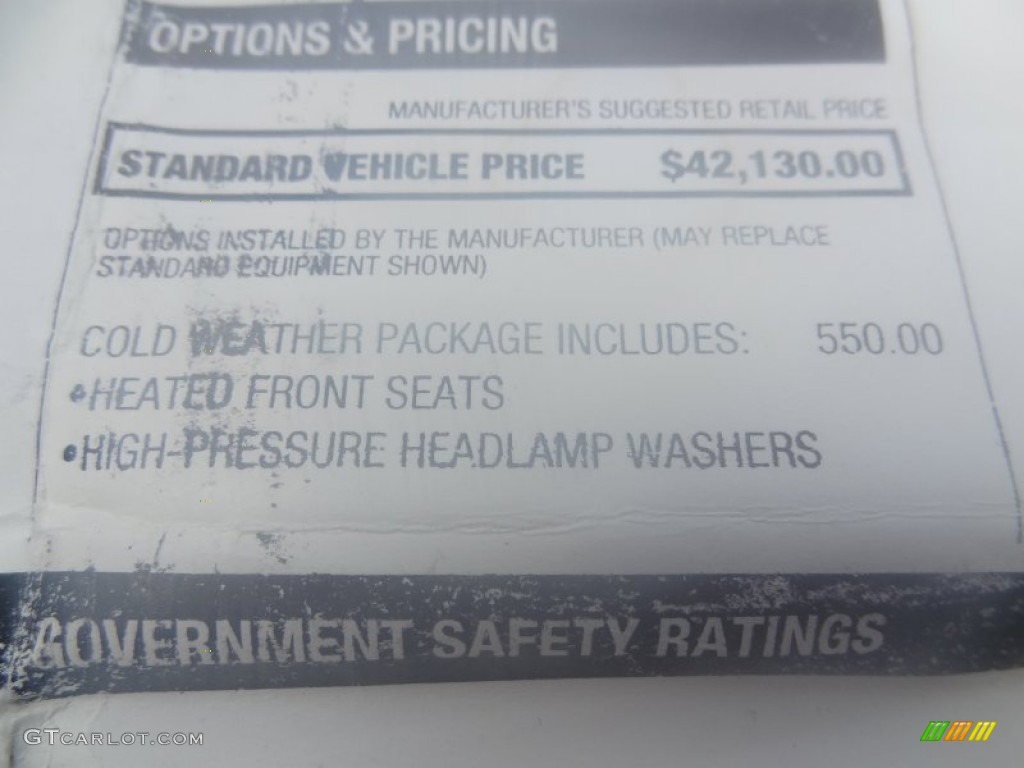 OPTIONS & PRICING
MANUFACTURER'S SUGGESTED RETAIL PRICE
STANDARD VEHICLE PRICE $42,130.00
OPTIONS INSTALLED BY THE MANUFACTURER (MAY REPLACE
STANDARD EQUIPMENT SHOWN)
COLD WEATHER PACKAGE INCLUDES: 550.00
•HEATED FRONT SEATS
•HIGH-PRESSURE HEADLAMP WASHERS
GOVERNMENT SAFETY RATINGS
GTCARLOT.COM